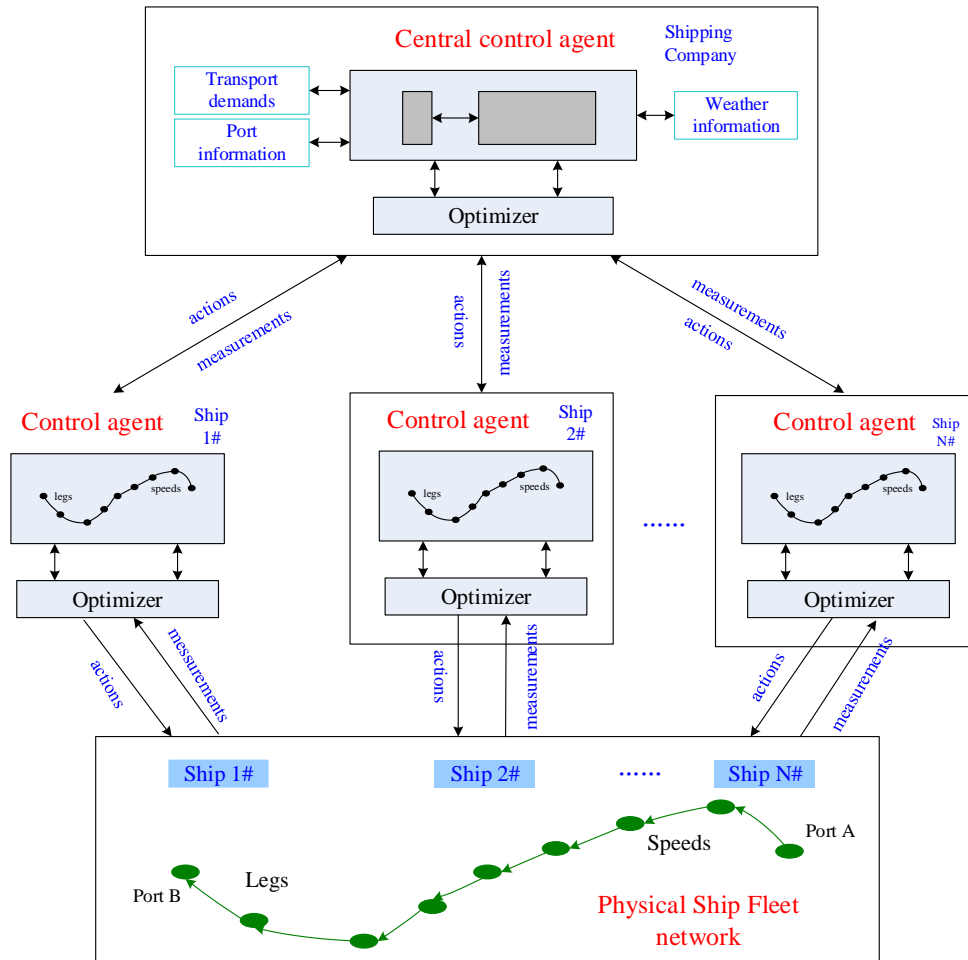 Central control agent
Shipping
Company
Transport
demands
Port
information
Weather
information
Optimizer
actions
measurements
actions
measurements
measurements
actions
Control agent
Ship
1#
legs
speeds
Optimizer
Control agent
Ship
2#
legs
speeds
Optimizer
......
Control agent
Ship
N#
legs
speeds
Optimizer
actions
messurements
actions
measurements
actions
measurements
Ship 1#
Ship 2#
......
Ship N#
Port A
Speeds
Legs
Port B
Physical Ship Fleet
network